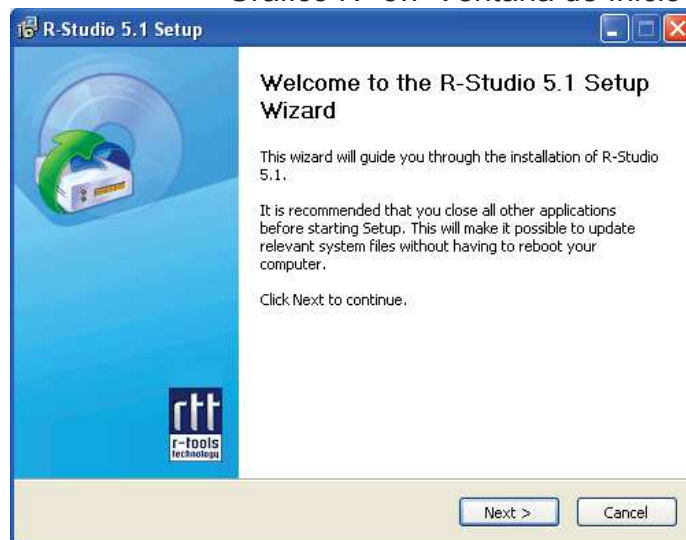 R-Studio 5.1 Setup
Welcome to the R-Studio 5.1 Setup
Wizard
This wizard will guide you through the installation of R-Studio
5.1.
It is recommended that you close all other applications
before starting Setup. This will make it possible to update
relevant system files without having to reboot your
computer.
Click Next to continue.
rtt
r-tools
technology
Next >
Cancel